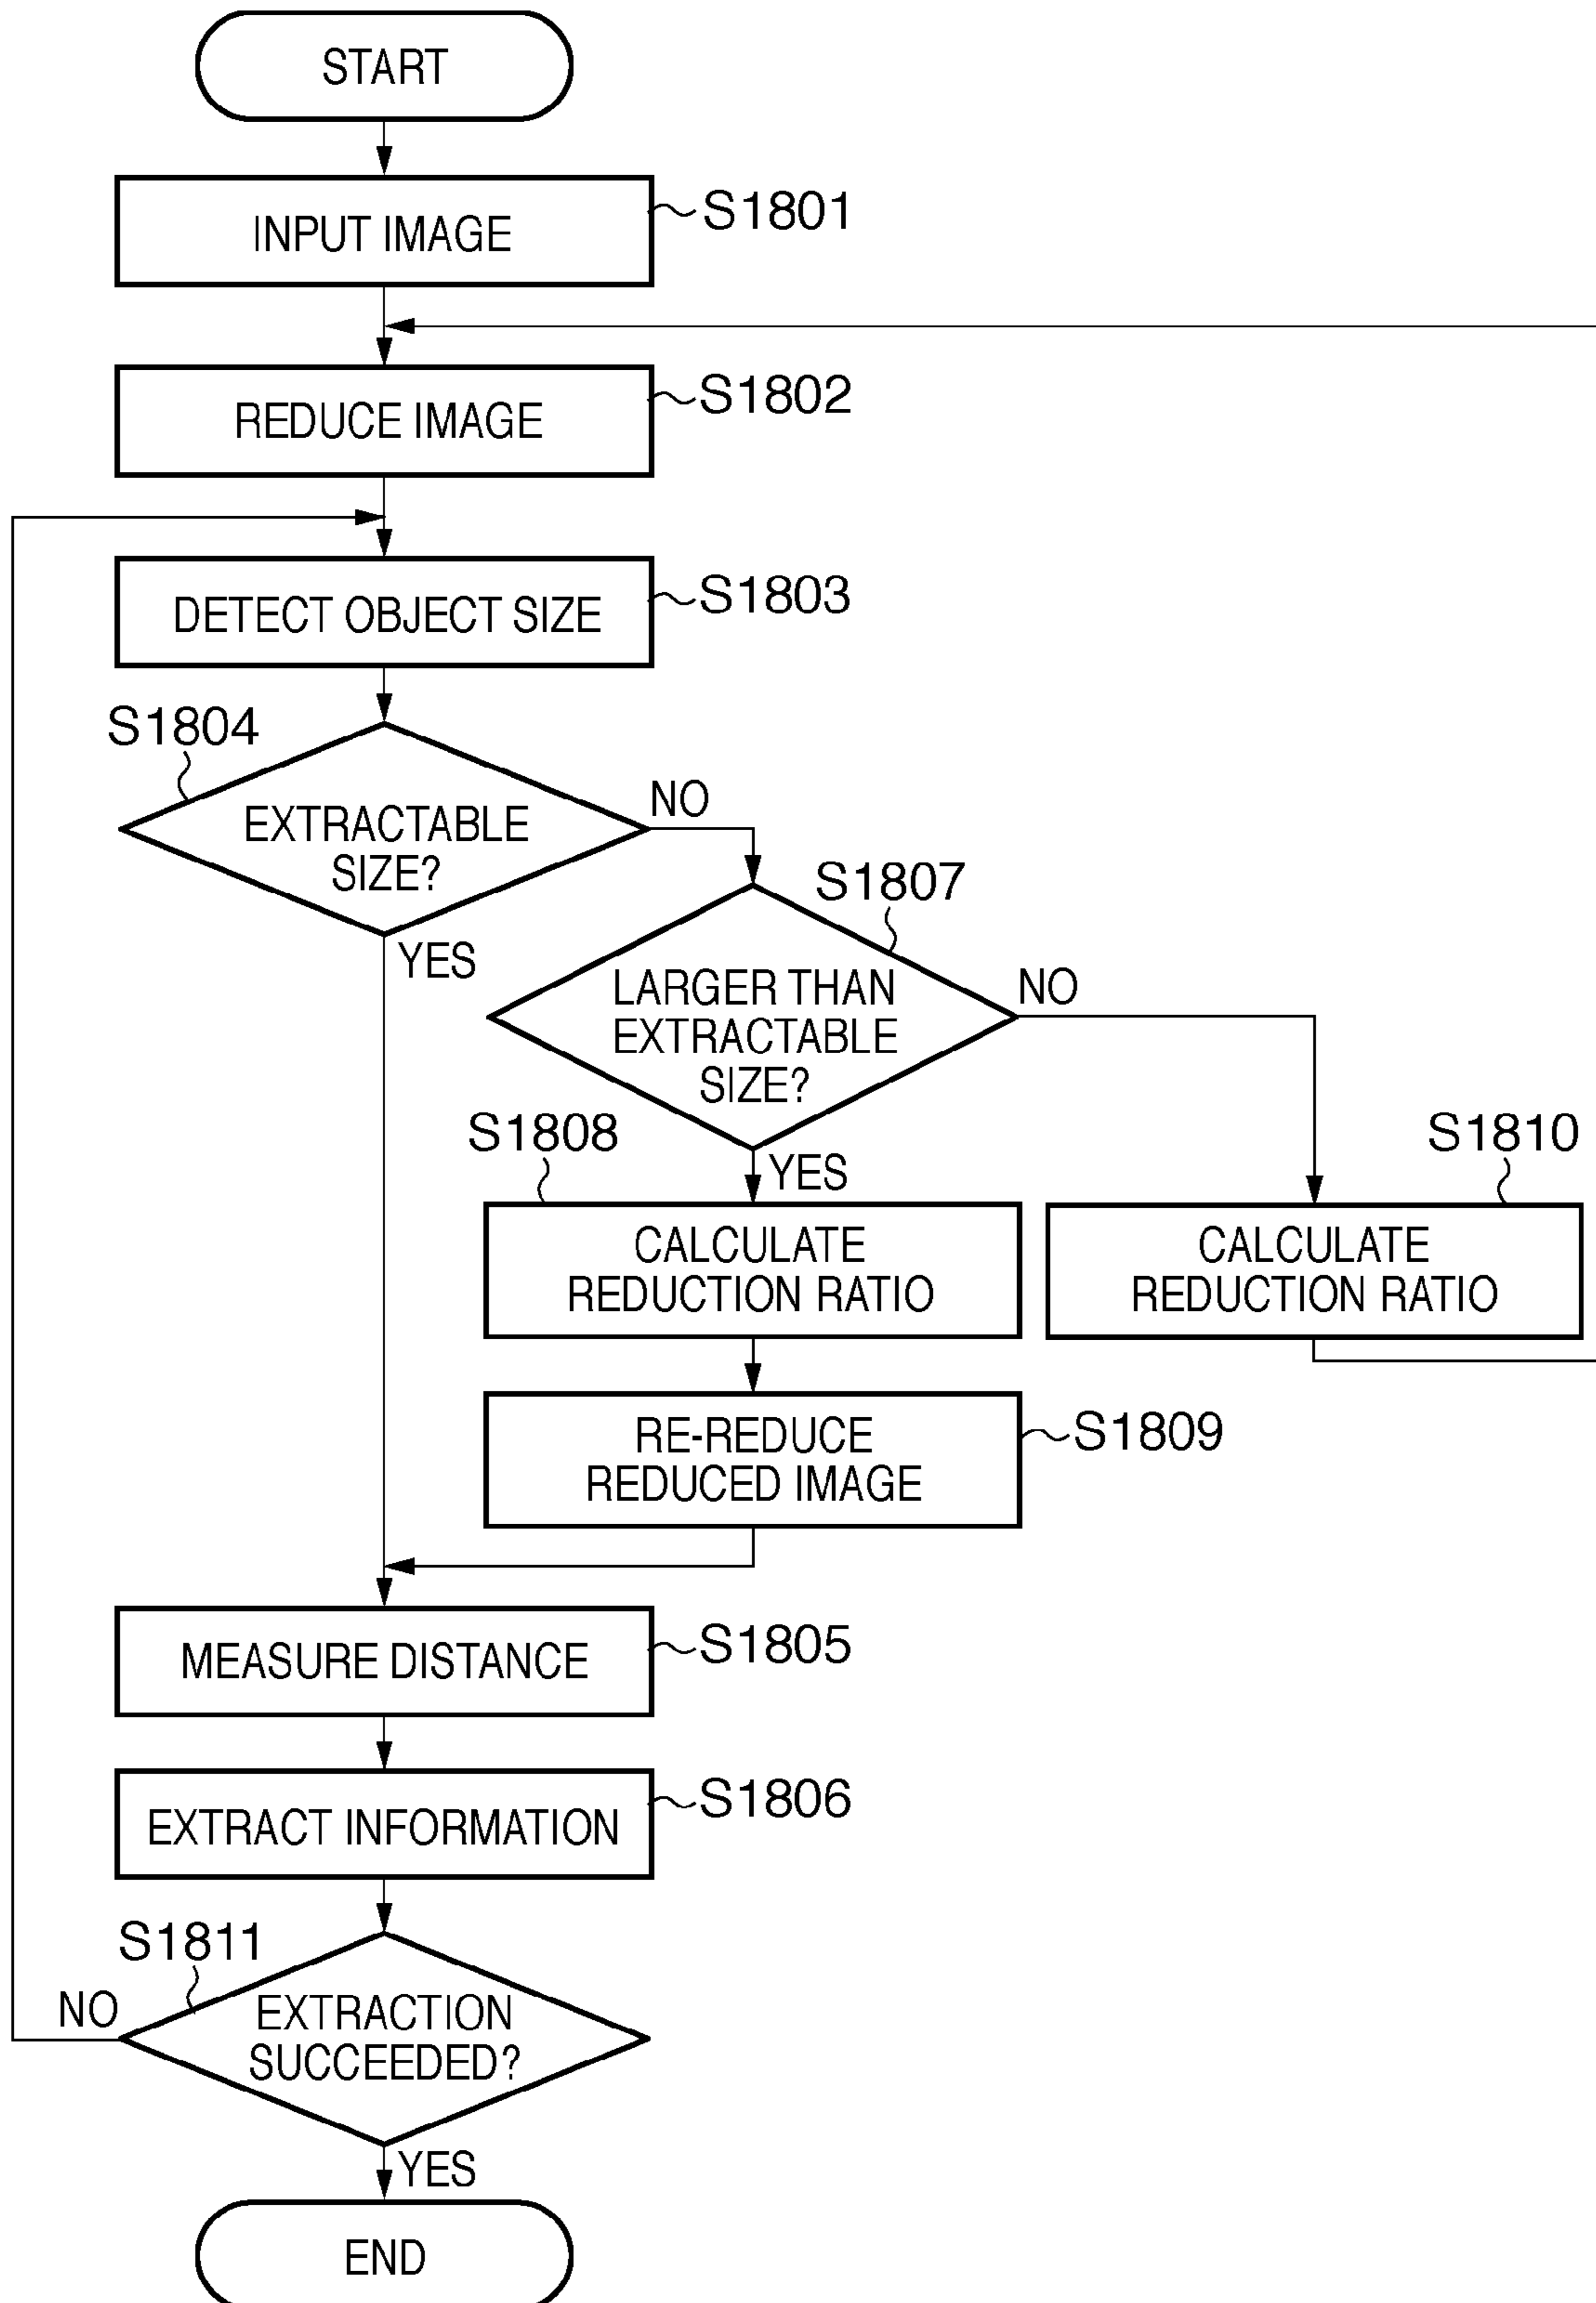 START
INPUT IMAGE
S1801
REDUCE IMAGE
S1802
DETECT OBJECT SIZE
S1803
S1804
EXTRACTABLE
SIZE?
NO
YES
S1807
LARGER THAN
EXTRACTABLE
SIZE?
NO
YES
S1808
CALCULATE
REDUCTION RATIO
S1810
CALCULATE
REDUCTION RATIO
RE-REDUCE
REDUCED IMAGE
S1809
MEASURE DISTANCE
S1805
EXTRACT INFORMATION
S1806
S1811
EXTRACTION
SUCCEEDED?
NO
YES
END